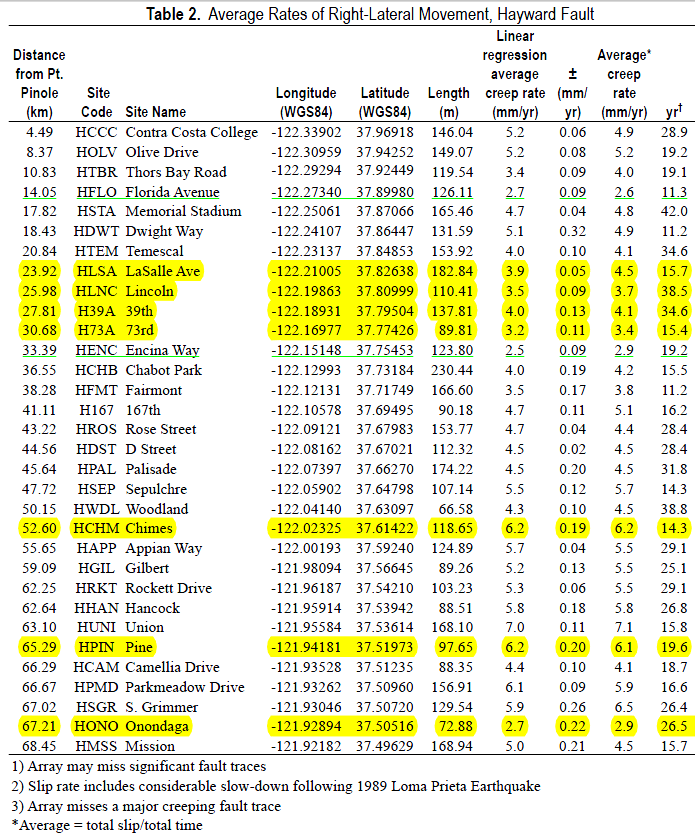 Table 2. Average Rates of Right-Lateral Movement, Hayward Fault
Distance from Pt. Pinole (km) Site Code Site Name Longitude (WGS84) Latitude (WGS84) Length (m) Linear regression average creep rate (mm/yr) ± (mm/yr) Average* creep rate (mm/yr) yr†
4.49 HCCC Contra Costa College -122.33902 37.96918 146.04 5.2 0.06 4.9 28.9
8.37 HOLV Olive Drive -122.30959 37.94252 149.07 5.2 0.08 5.2 19.2
10.83 HTBR Thors Bay Road -122.29294 37.92449 119.54 3.4 0.09 4.0 19.1
14.05 HFLO Florida Avenue -122.27340 37.89980 126.11 2.7 0.09 2.6 11.3
17.82 HSTA Memorial Stadium -122.25061 37.87066 165.46 4.7 0.04 4.8 42.0
18.43 HDWT Dwight Way -122.24107 37.86447 131.59 5.1 0.32 4.9 11.2
20.84 HTEM Temescal -122.23137 37.84853 153.92 4.0 0.10 4.1 34.6
23.92 HLSA LaSalle Ave -122.21005 37.82638 182.84 3.9 0.05 4.5 15.7
25.98 HLNC Lincoln -122.19863 37.80999 110.41 3.5 0.09 3.7 38.5
27.81 H39A 39th -122.18931 37.79504 137.81 4.0 0.13 4.1 34.6
30.68 H73A 73rd -122.16977 37.77426 89.81 3.2 0.11 3.4 15.4
33.39 HENC Encina Way -122.15148 37.75453 123.80 2.5 0.09 2.9 19.2
36.55 HCHB Chabot Park -122.12993 37.73184 230.44 4.0 0.19 4.2 15.5
38.28 HFMT Fairmont -122.12131 37.71749 166.60 3.5 0.17 3.8 11.2
41.11 H167 167th -122.10578 37.69495 90.18 4.7 0.11 5.1 16.2
43.22 HROS Rose Street -122.09121 37.67983 153.77 4.7 0.04 4.4 28.4
44.56 HDST D Street -122.08162 37.67021 112.32 4.5 0.02 4.5 28.4
45.64 HPAL Palisade -122.07397 37.66270 174.22 4.5 0.20 4.5 31.8
47.72 HSEP Sepulchre -122.05902 37.64798 107.14 5.5 0.12 5.7 14.3
50.15 HWDL Woodland -122.04140 37.63097 66.58 4.3 0.10 4.5 38.8
52.60 HCHM Chimes -122.02325 37.61422 118.65 6.2 0.19 6.2 14.3
55.65 HAPP Appian Way -122.00193 37.59240 124.89 5.7 0.04 5.5 29.1
59.09 HGIL Gilbert -121.98094 37.56645 89.26 5.2 0.13 5.5 25.1
62.25 HRKT Rockett Drive -121.96187 37.54210 103.23 5.3 0.06 5.5 29.1
62.64 HHAN Hancock -121.95914 37.53942 88.51 5.8 0.18 5.8 26.8
63.10 HUNI Union -121.95584 37.53614 168.10 7.0 0.11 7.1 15.8
65.29 HPIN Pine -121.94181 37.51973 97.65 6.2 0.20 6.1 19.6
66.29 HCAM Camellia Drive -121.93528 37.51235 88.35 4.4 0.10 4.1 18.7
66.67 HPMD Parkmeadow Drive -121.93262 37.50960 156.91 6.1 0.09 5.9 16.6
67.02 HSGR S. Grimmer -121.93046 37.50720 129.54 5.9 0.26 6.5 26.4
67.21 HONO Onondaga -121.92894 37.50516 72.88 2.7 0.22 2.9 26.5
68.45 HMSS Mission -121.92182 37.49629 168.94 5.0 0.21 4.5 15.7
1) Array may miss significant fault traces
2) Slip rate includes considerable slow-down following 1989 Loma Prieta Earthquake
3) Array misses a major creeping fault trace
*Average = total slip/total time